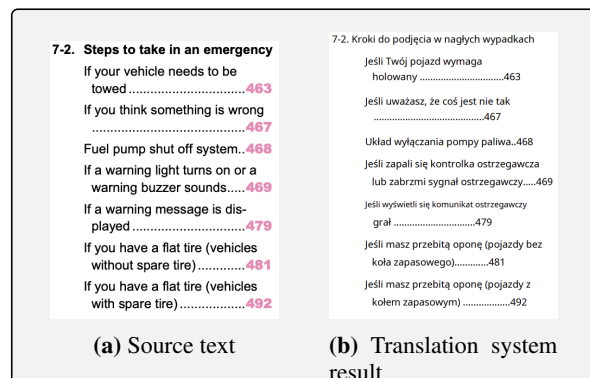 7-2. Steps to take in an emergency
If your vehicle needs to be
towed ................................463
If you think something is wrong
..........................................467
Fuel pump shut off system..468
If a warning light turns on or a
warning buzzer sounds.....469
If a warning message is dis-
played ..............................479
If you have a flat tire (vehicles
without spare tire) .............481
If you have a flat tire (vehicles
with spare tire) ..................492
(a) Source text
7-2. Kroki do podjęcia w nagłych wypadkach
Jeśli Twój pojazd wymaga
holowany ................................463
Jeśli uważasz, że coś jest nie tak
..........................................467
Układ wyłączania pompy paliwa..468
Jeśli zapali się kontrolka ostrzegawcza
lub zabrzmi sygnał ostrzegawczy.....469
Jeśli wyświetli się komunikat ostrzegawczy
grał ...............................479
Jeśli masz przebitą oponę (pojazdy bez
koła zapasowego).............481
Jeśli masz przebitą oponę (pojazdy z
kołem zapasowym) ..................492
(b) Translation system
result